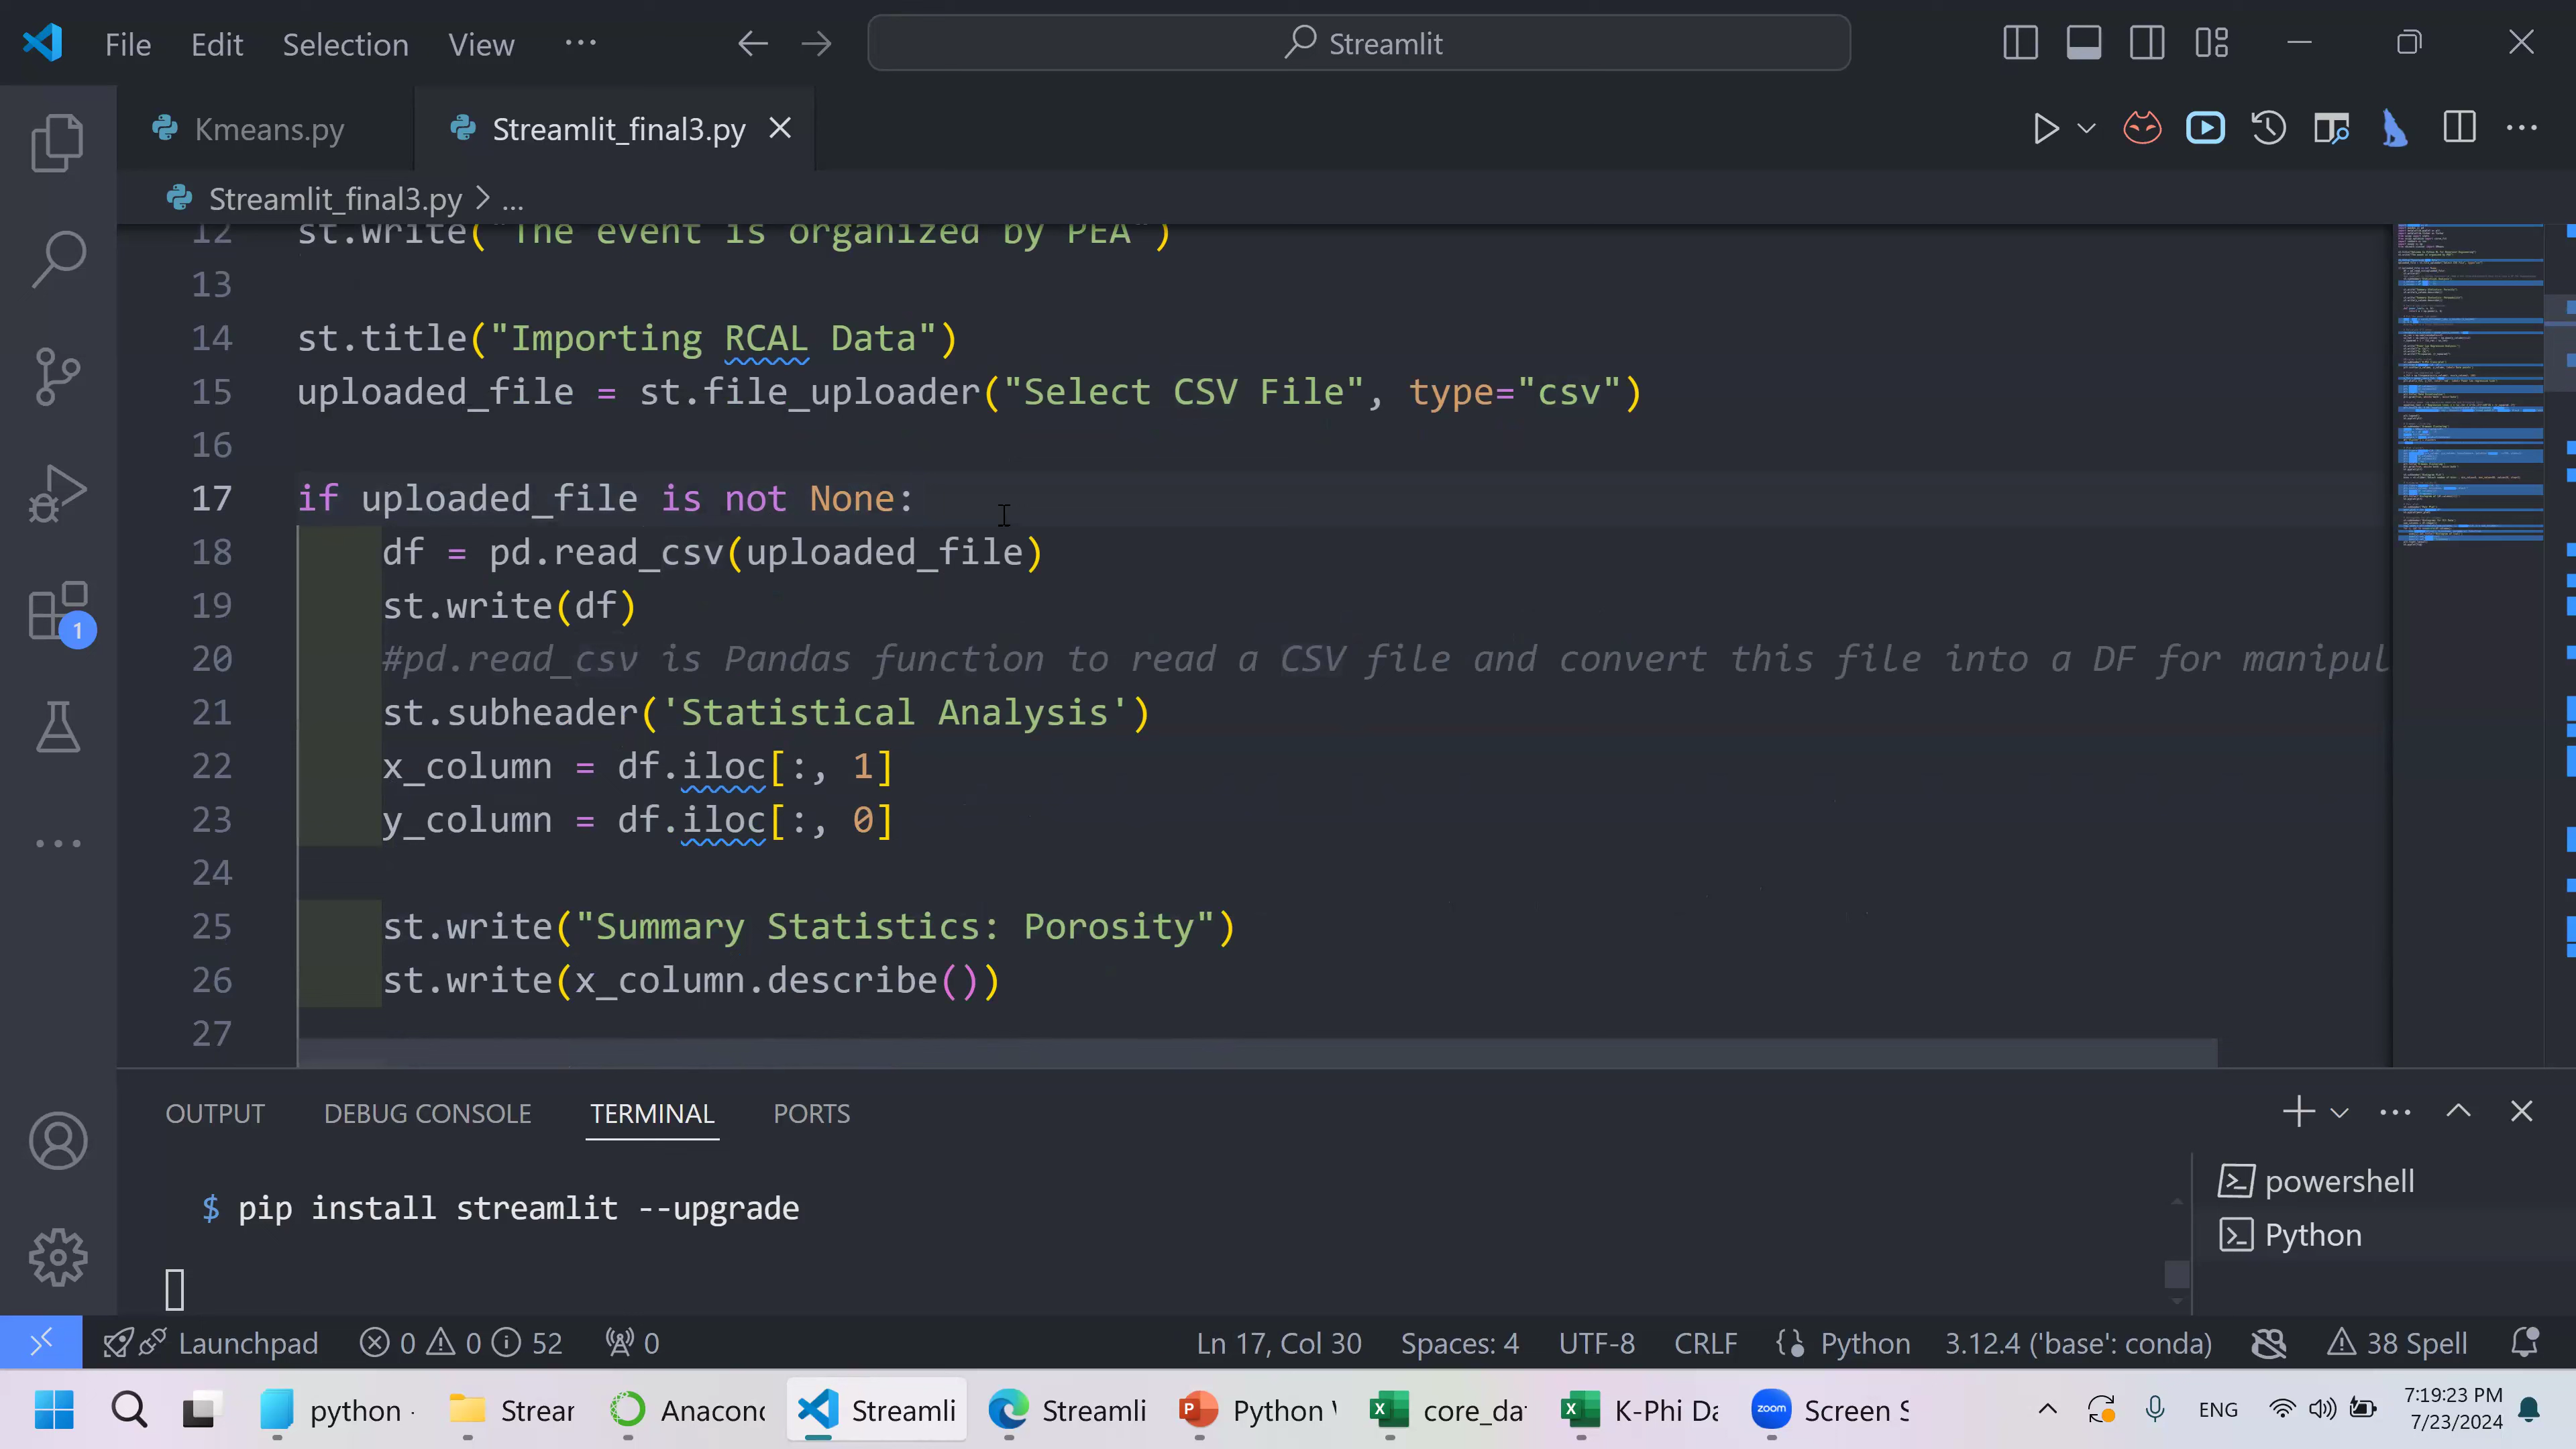 File Edit Selection View ··· Streamlit
Kmeans.py Streamlit_final3.py
Streamlit_final3.py > ...
12 st.write("The event is organized by PEA")
13
14 st.title("Importing RCAL Data")
15 uploaded_file = st.file_uploader("Select CSV File", type="csv")
16
17 if uploaded_file is not None:
18 df = pd.read_csv(uploaded_file)
19 st.write(df)
20 #pd.read_csv is Pandas function to read a CSV file and convert this file into a DF for manipul
21 st.subheader('Statistical Analysis')
22 x_column = df.iloc[:, 1]
23 y_column = df.iloc[:, 0]
24
25 st.write("Summary Statistics: Porosity")
26 st.write(x_column.describe())
27
1
OUTPUT DEBUG CONSOLE TERMINAL PORTS
$ pip install streamlit --upgrade
powershell
Python
Launchpad 0 0 52 0 Ln 17, Col 30 Spaces: 4 UTF-8 CRLF Python 3.12.4 ('base': conda) 38 Spell
python - Strear Anacon Streamli Streamli Python core_da K-Phi Da zoom Screen S ENG 7:19:23 PM
7/23/2024